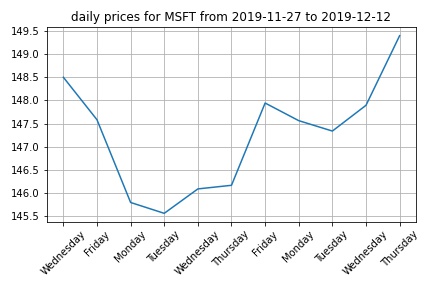 daily prices for MSFT from 2019-11-27 to 2019-12-12
149.5
149.0
148.5
148.0
147.5
147.0
146.5
146.0
145.5
Wednesday
Friday
Monday
Tuesday
Wednesday
Thursday
Friday
Monday
Tuesday
Wednesday
Thursday